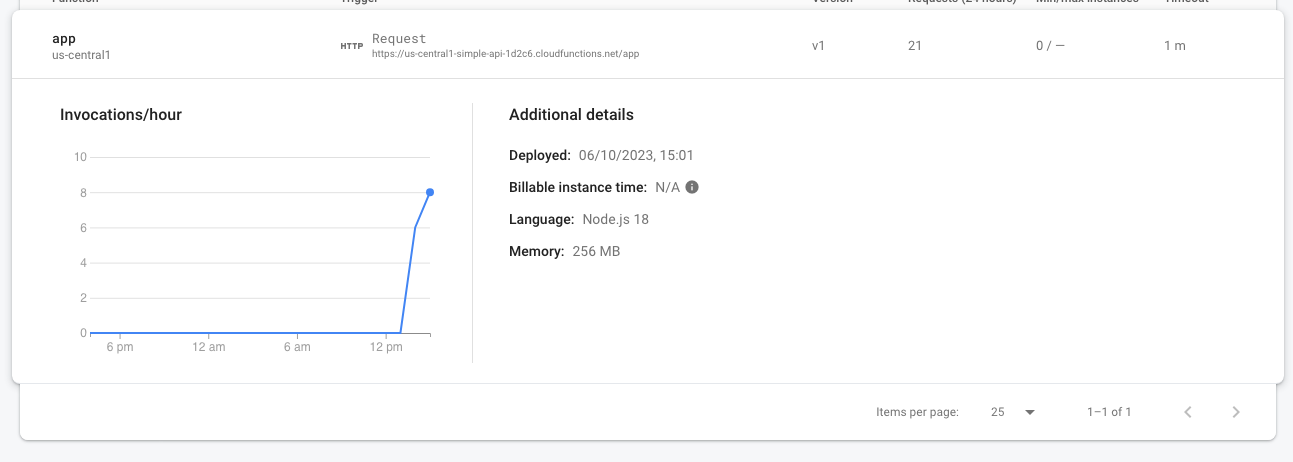 Function Trigger Version Requests (24 hours) Min/max instances Timeout
app
us-central1
HTTP Request
https://us-central1-simple-api-1d2c6.cloudfunctions.net/app
v1 21 0 / — 1 m
Invocations/hour
10
8
6
4
2
0
6 pm 12 am 6 am 12 pm
Additional details
Deployed: 06/10/2023, 15:01
Billable instance time: N/A
Language: Node.js 18
Memory: 256 MB
Items per page: 25 1–1 of 1